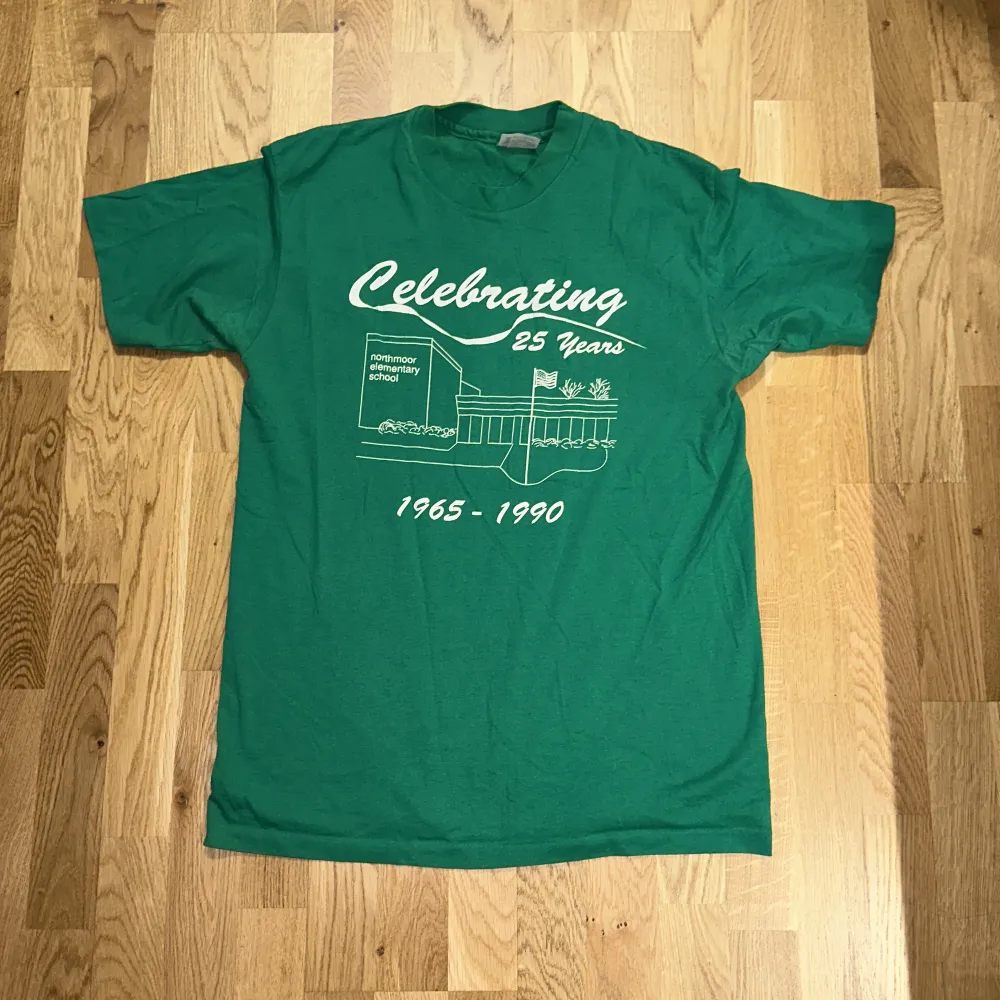 Celebrating
25 Years
northmoor
elementary
school
1965 - 1990